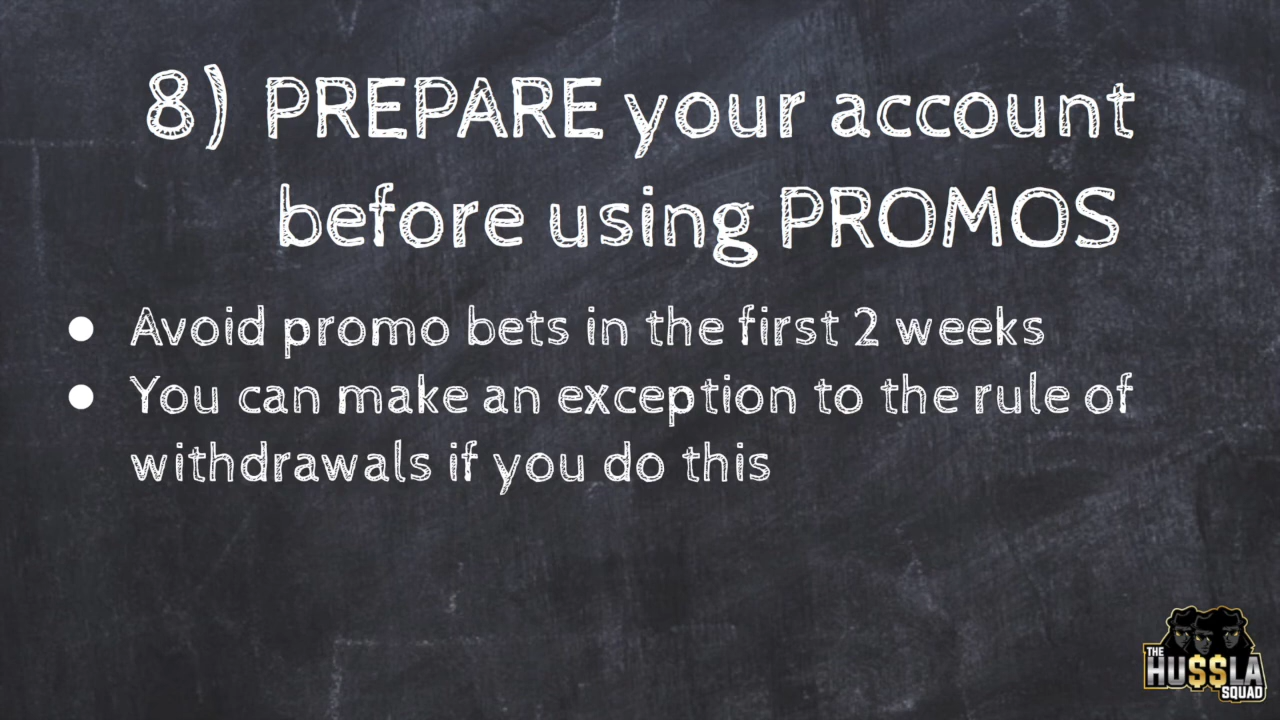 8) PREPARE your account
before using PROMOS
● Avoid promo bets in the first 2 weeks
● You can make an exception to the rule of
withdrawals if you do this
THE
HU$$LA
SQUAD